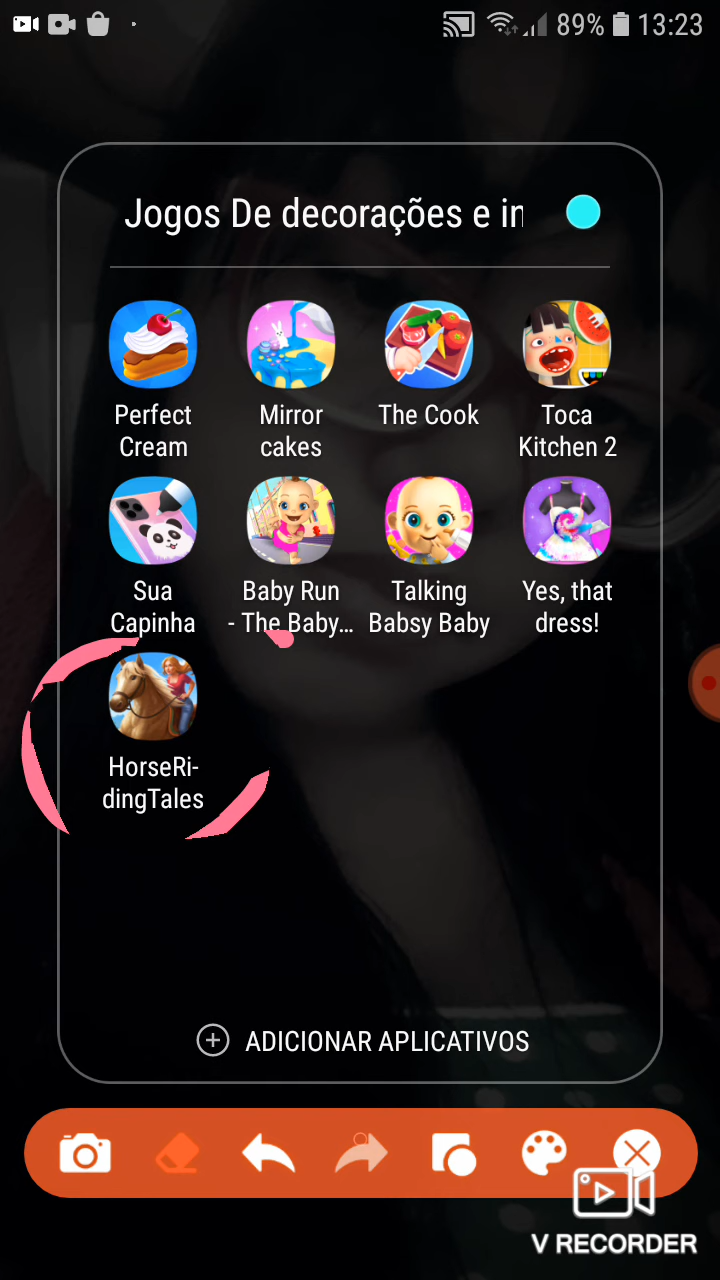 89% 13:23
Jogos De decorações e in
Perfect
Cream
Mirror
cakes
The Cook
Toca
Kitchen 2
Sua
Capinha
Baby Run
- The Baby...
Talking
Babsy Baby
Yes, that
dress!
HorseRi-
dingTales
ADICIONAR APLICATIVOS
V RECORDER